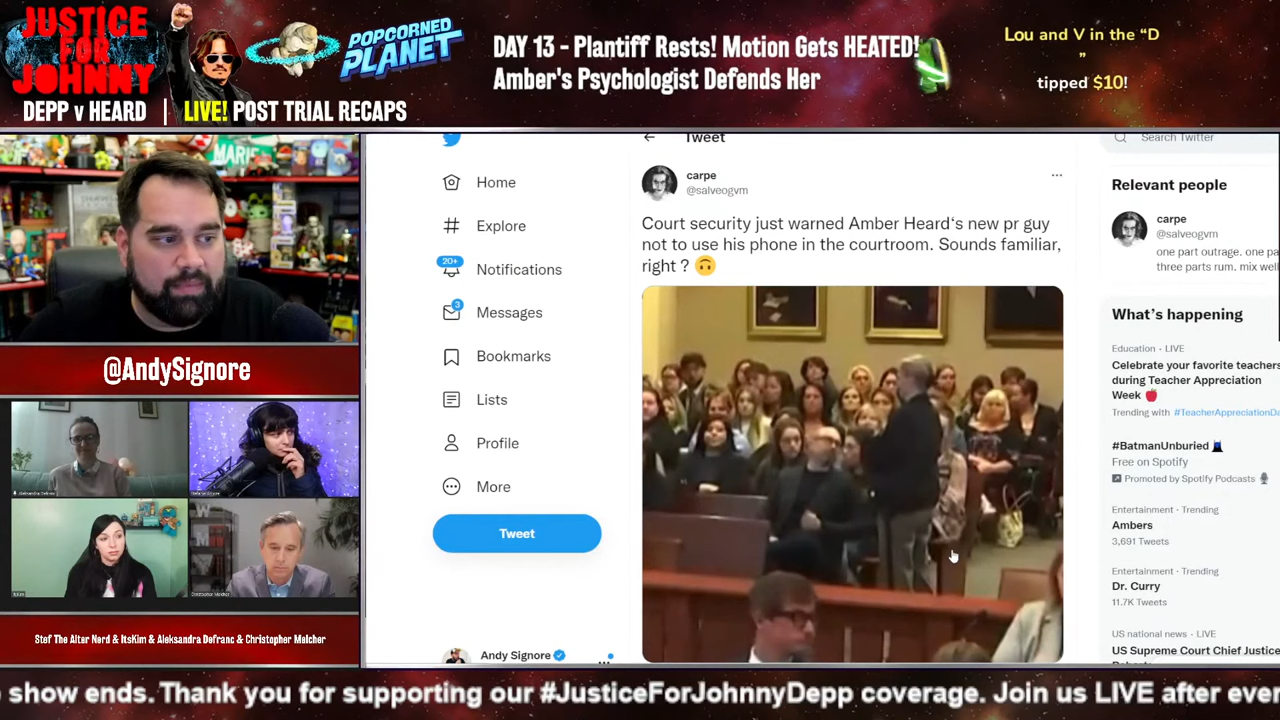 JUSTICE
FOR
JOHNNY
DEPP v HEARD | LIVE! POST TRIAL RECAPS
POPCORNED
PLANET
DAY 13 - Plantiff Rests! Motion Gets HEATED!
Amber's Psychologist Defends Her
Lou and V in the “D
”
tipped $10!
MARIE
@AndySignore
Stef The Alter Nerd & ItsKim & Aleksandra Defranc & Christopher Melcher
Home
Explore
20+
Notifications
3
Messages
Bookmarks
Lists
Profile
More
Tweet
Andy Signore
Tweet
carpe
@salveogvm
Court security just warned Amber Heard‘s new pr guy
not to use his phone in the courtroom. Sounds familiar,
right ? 🙃
Search Twitter
Relevant people
carpe
@salveogvm
one part outrage. one pa
three parts rum. mix well
What’s happening
Education · LIVE
Celebrate your favorite teachers
during Teacher Appreciation
Week 🍎
Trending with #TeacherAppreciationDa
#BatmanUnburied
Free on Spotify
Promoted by Spotify Podcasts
Entertainment · Trending
Ambers
3,691 Tweets
Entertainment · Trending
Dr. Curry
11.7K Tweets
US national news · LIVE
US Supreme Court Chief Justice
show ends. Thank you for supporting our #JusticeForJohnnyDepp coverage. Join us LIVE after ever